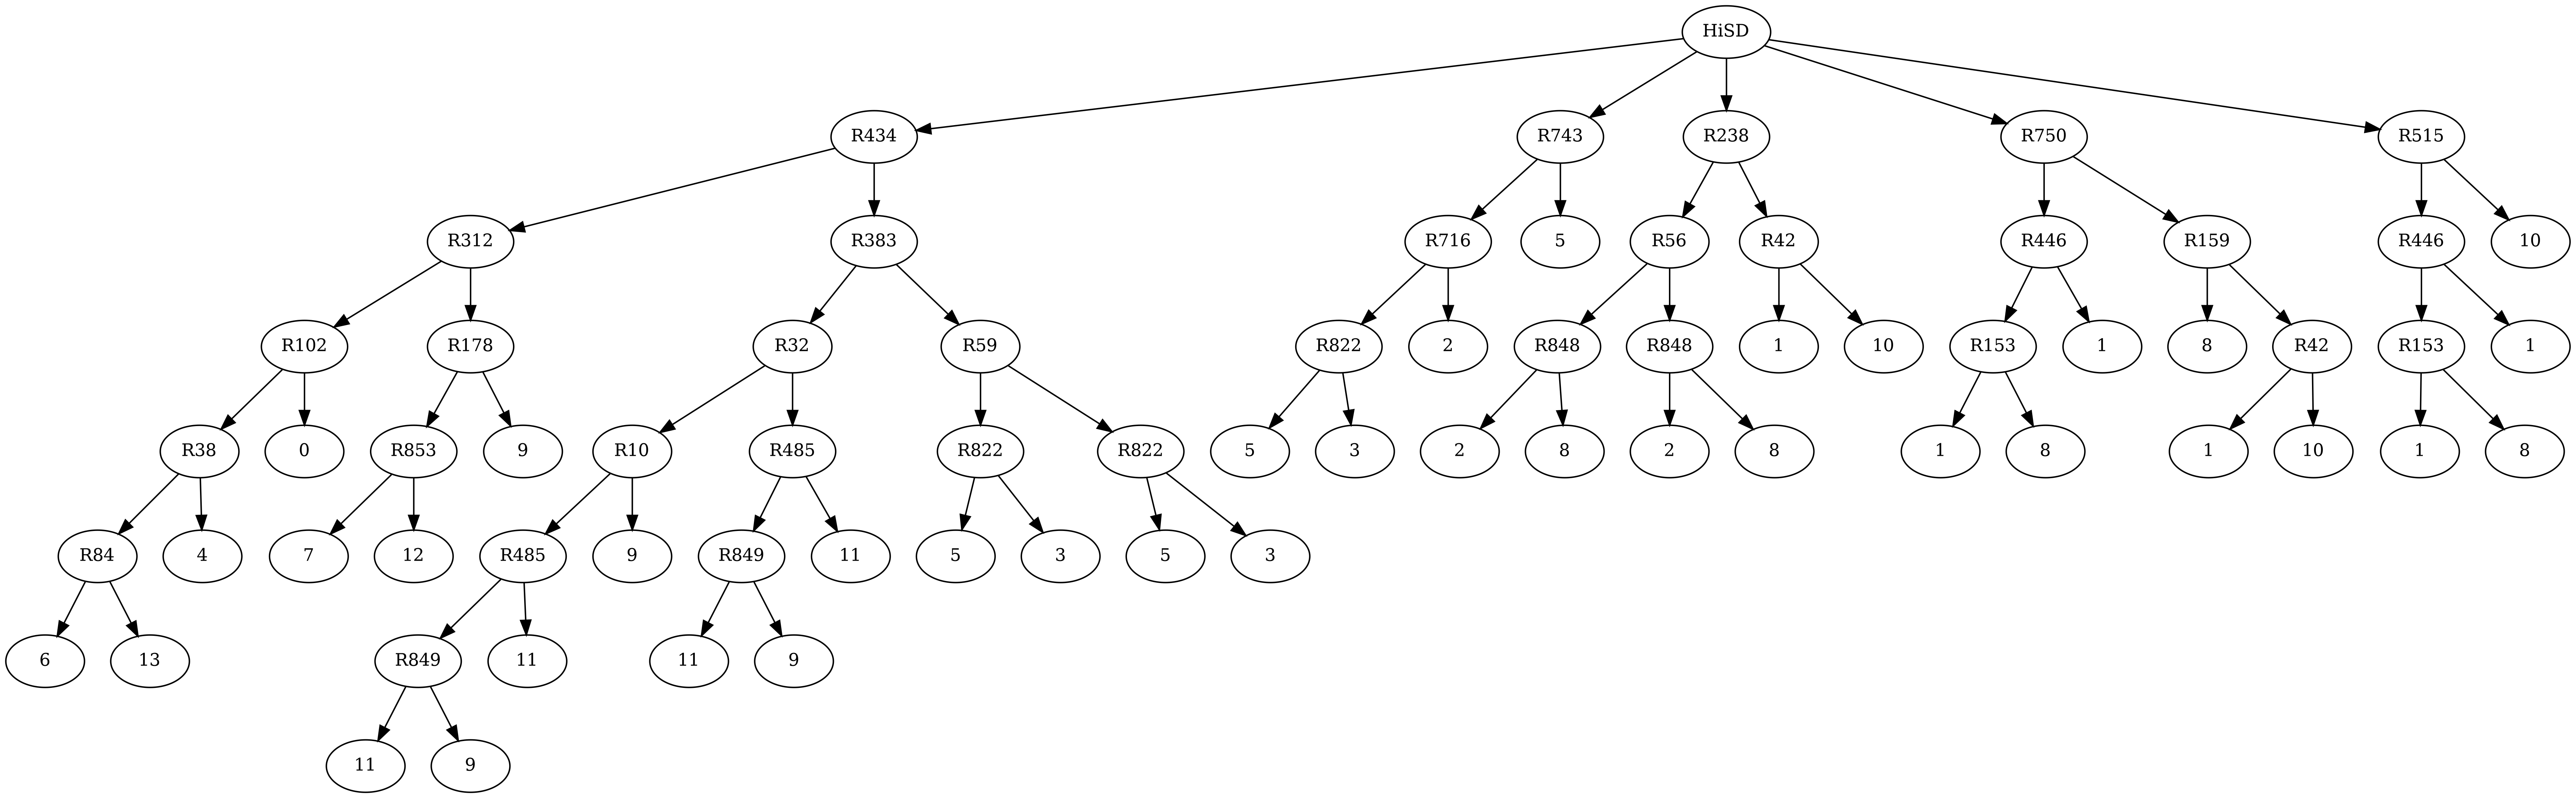 HiSD
R434 R743 R238 R750 R515
R312 R383 R716 5 R56 R42 R446 R159 R446 10
R102 R178 R32 R59 R822 2 R848 R848 1 10 R153 1 8 R42 R153 1
R38 0 R853 9 R10 R485 R822 R822 5 3 2 8 2 8 1 8 1 10 1 8
R84 4 7 12 R485 9 R849 11 5 3 5 3
6 13 R849 11 11 9
11 9